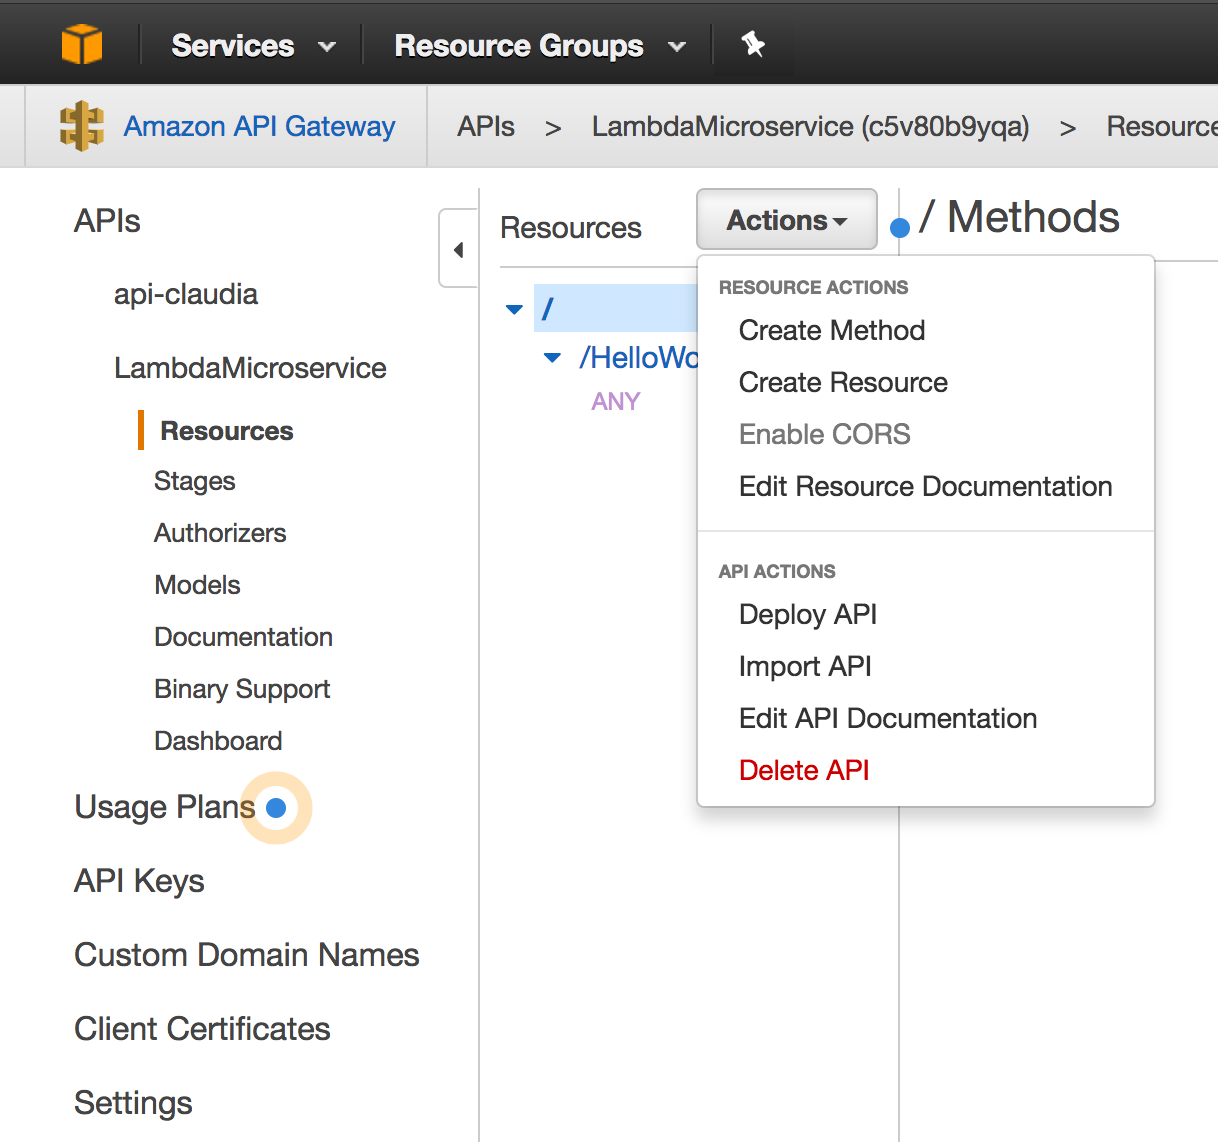 Services
Resource Groups
Amazon API Gateway
APIs > LambdaMicroservice (c5v80b9yqa) >
APIs
api-claudia
LambdaMicroservice
Resources
Stages
Authorizers
Models
Documentation
Binary Support
Dashboard
Usage Plans
API Keys
Custom Domain Names
Client Certificates
Settings
Resources
Actions
/
ANY
RESOURCE ACTIONS
Create Method
Create Resource
Enable CORS
Edit Resource Documentation
API ACTIONS
Deploy API
Import API
Edit API Documentation
Delete API
/ Methods